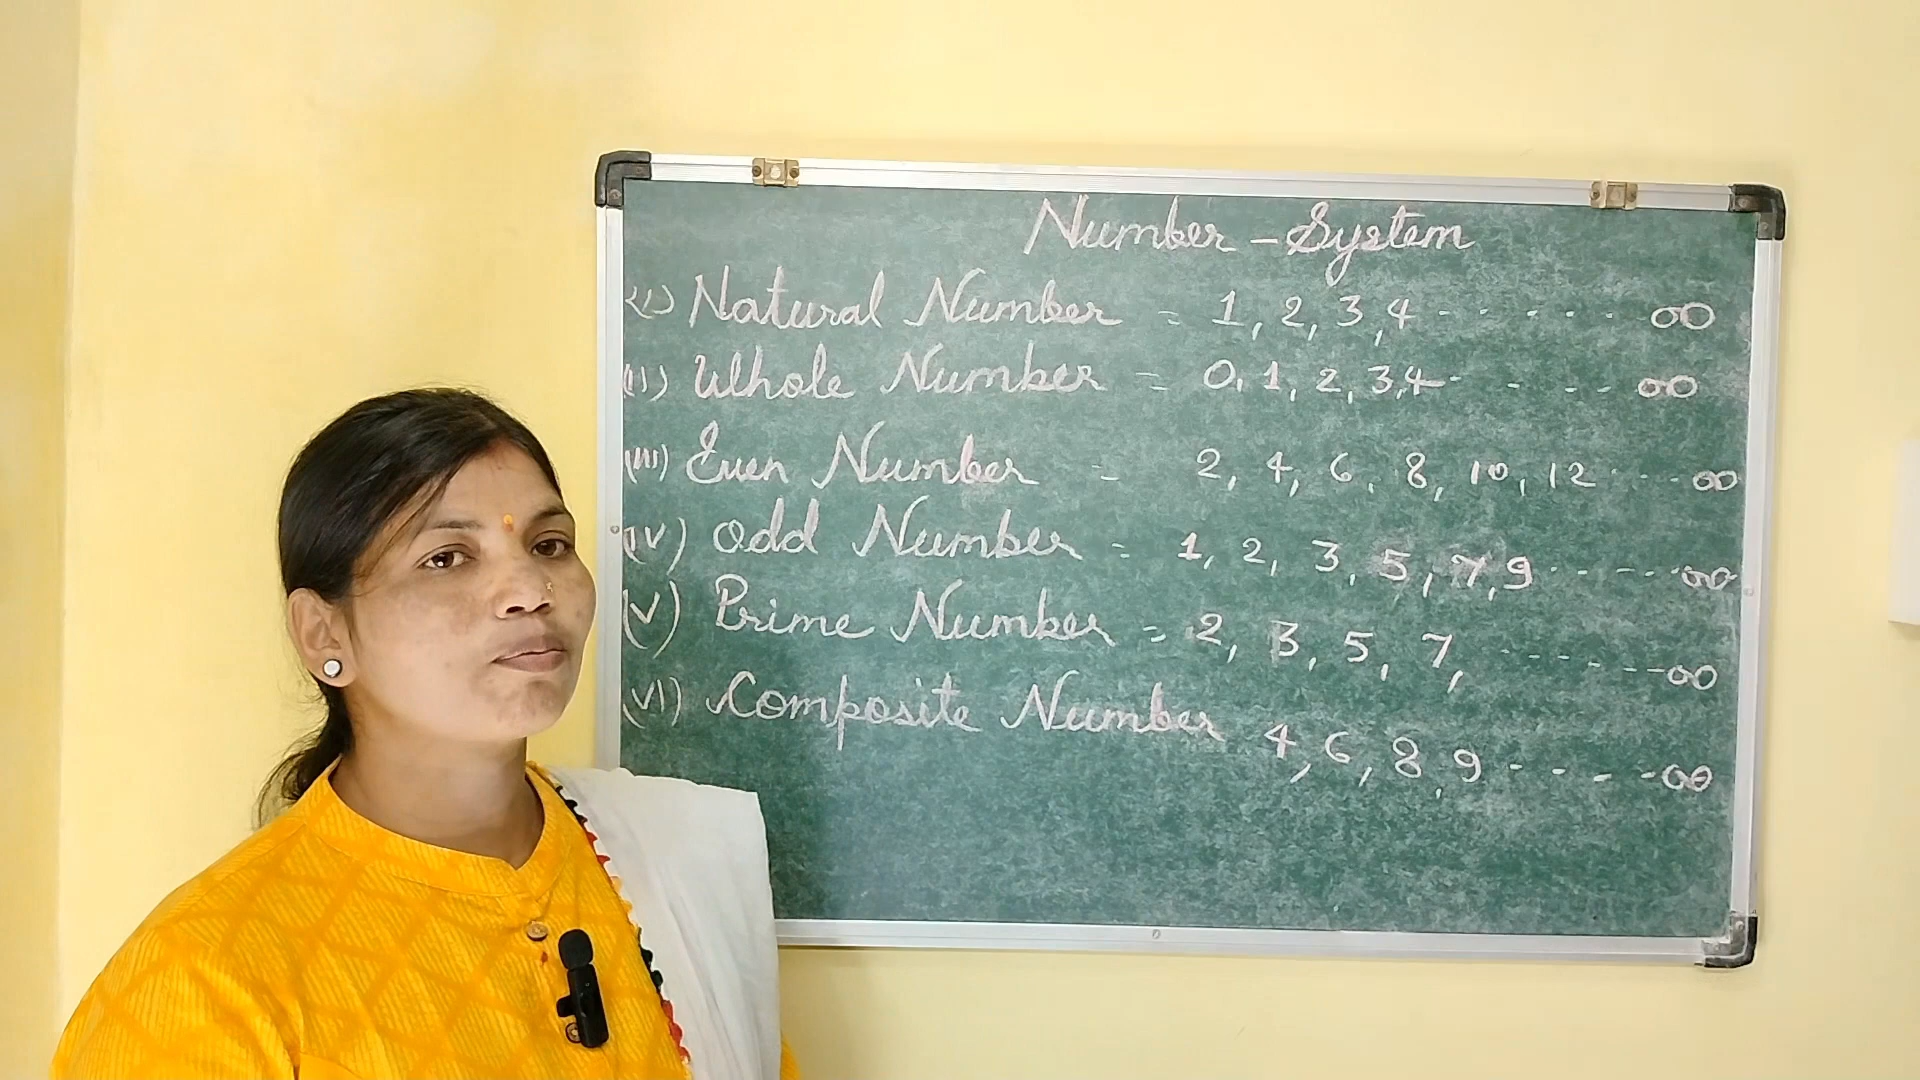 Number - System
(I) Natural Number = 1, 2, 3, 4 - - - - - - ∞
(II) Whole Number = 0, 1, 2, 3, 4 - - - - ∞
(III) Even Number = 2, 4, 6, 8, 10, 12 - - - ∞
(IV) Odd Number = 1, 2, 3, 5, 7, 9 - - - - - ∞
(V) Prime Number = 2, 3, 5, 7, - - - - - - ∞
(VI) Composite Number 4, 6, 8, 9 - - - - ∞